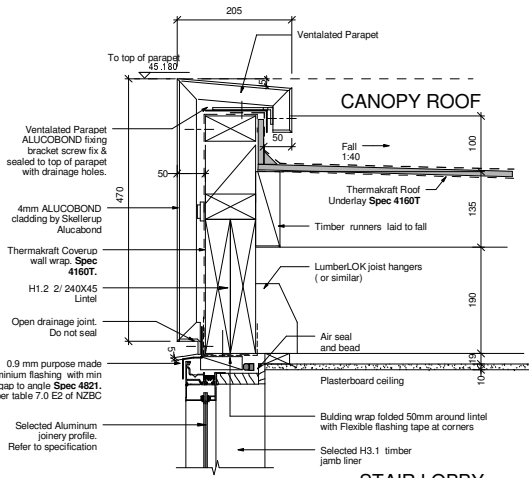 205
Ventalated Parapet
To top of parapet
45.180
5
CANOPY ROOF
Ventalated Parapet
ALUCOBOND fixing
bracket screw fix &
sealed to top of parapet
with drainage holes.
50
50
Fall
1:40
100
470
Thermakraft Roof
Underlay Spec 4160T
135
4mm ALUCOBOND
cladding by Skellerup
Alucabond
Timber runners laid to fall
Thermakraft Coverup
wall wrap. Spec
4160T.
LumberLOK joist hangers
( or similar)
190
H1.2 2/ 240X45
Lintel
Open drainage joint.
Do not seal
Air seal
and bead
5
19
10
0.9 mm purpose made
minium flashing with min
gap to angle Spec 4821.
per table 7.0 E2 of NZBC
Plasterboard ceiling
Selected Aluminum
joinery profile.
Refer to specification
Bulding wrap folded 50mm around lintel
with Flexible flashing tape at corners
Selected H3.1 timber
jamb liner
STAIR LOBBY